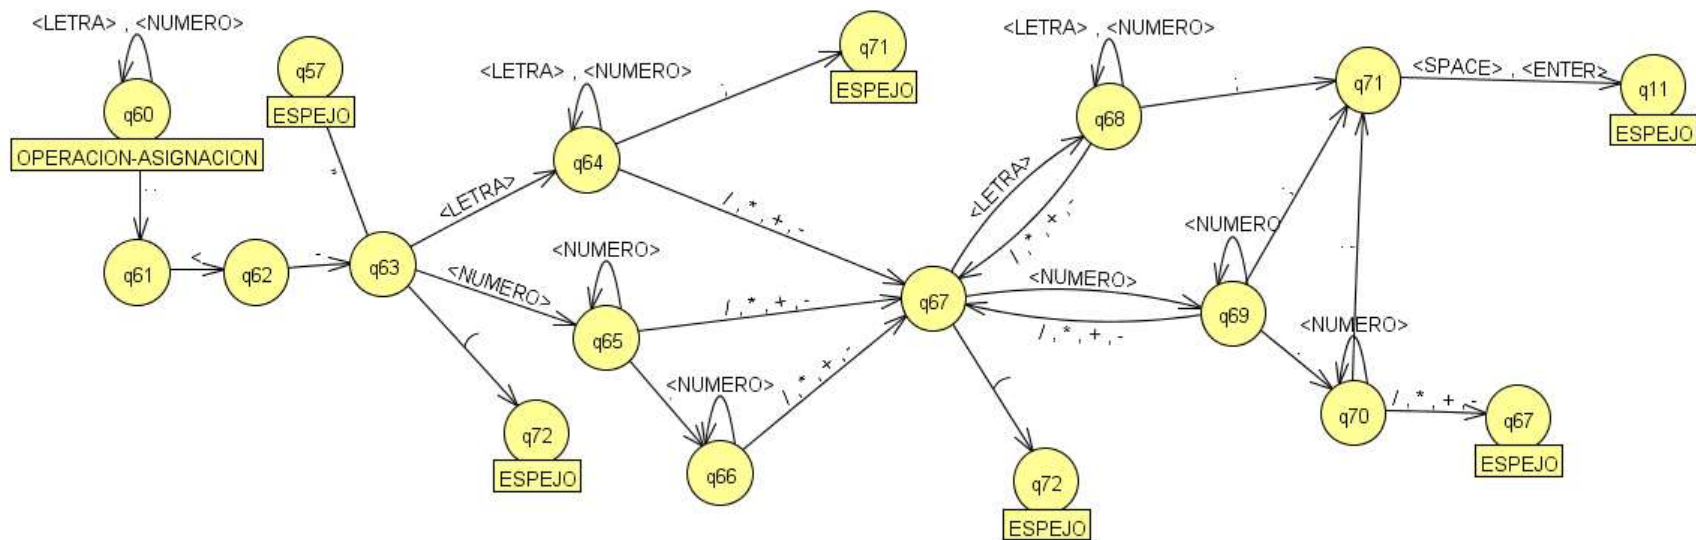 <LETRA> , <NUMERO>
q60
OPERACION-ASIGNACION
:
q61
<
q62
-
q63
q57
ESPEJO
"
<LETRA>
<LETRA> , <NUMERO>
q64
;
q71
ESPEJO
/ , * , + , -
<NUMERO>
<NUMERO>
q65
/ , * , + , -
.
<NUMERO>
q66
/ , * , + , -
(
q72
ESPEJO
q67
<LETRA>
/ , * , + , -
<LETRA> , <NUMERO>
q68
;
q71
<SPACE> , <ENTER>
q11
ESPEJO
<NUMERO>
/ , * , + , -
<NUMERO
q69
;
.
<NUMERO>
q70
;
/ , * , + , -
q67
ESPEJO
(
q72
ESPEJO